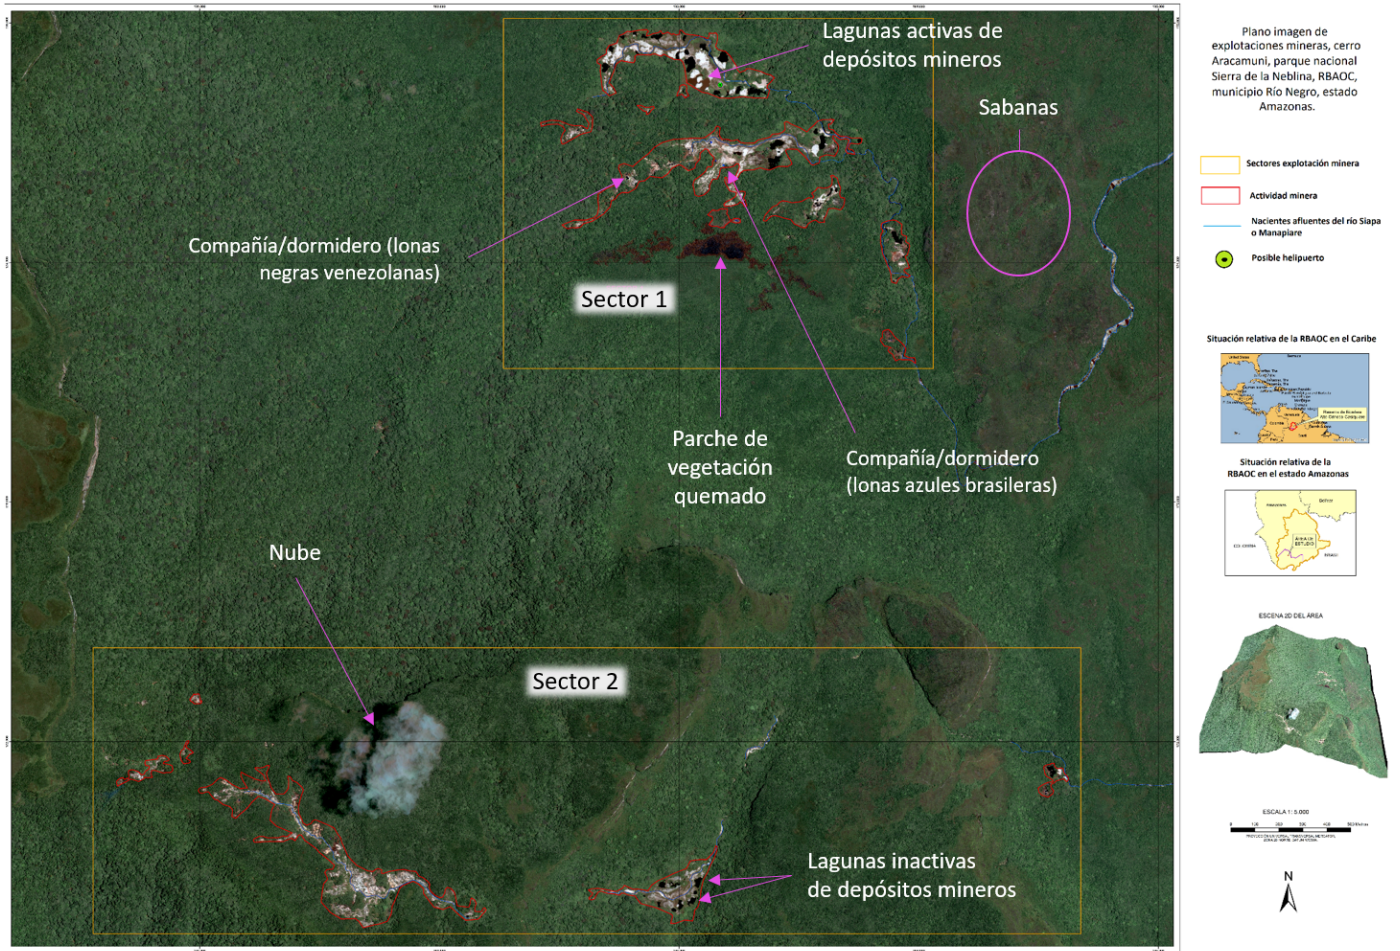 Lagunas activas de
depósitos mineros
Sabanas
Compañía/dormidero (lonas
negras venezolanas)
Sector 1
Parche de
vegetación
quemado
Compañía/dormidero
(lonas azules brasileras)
Nube
Sector 2
Lagunas inactivas
de depósitos mineros
Plano imagen de
explotaciones mineras, cerro
Aracamuni, parque nacional
Sierra de la Neblina, RBAOC,
municipio Río Negro, estado
Amazonas.
Sectores explotación minera
Actividad minera
Nacientes afluentes del río Siapa
o Manapiare
Posible helipuerto
Situación relativa de la RBAOC en el Caribe
Situación relativa de la
RBAOC en el estado Amazonas
ÁREA DE
ESTUDIO
ESCENA 2D DEL ÁREA
ESCALA 1: 5.000
N